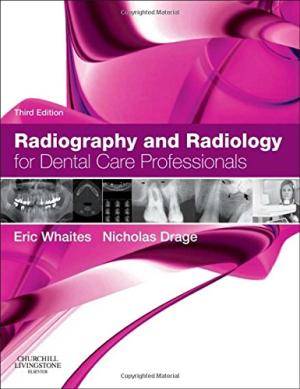 Third Edition
Radiography and Radiology
for Dental Care Professionals
Eric Whaites Nicholas Drage
CHURCHILL
LIVINGSTONE
ELSEVIER